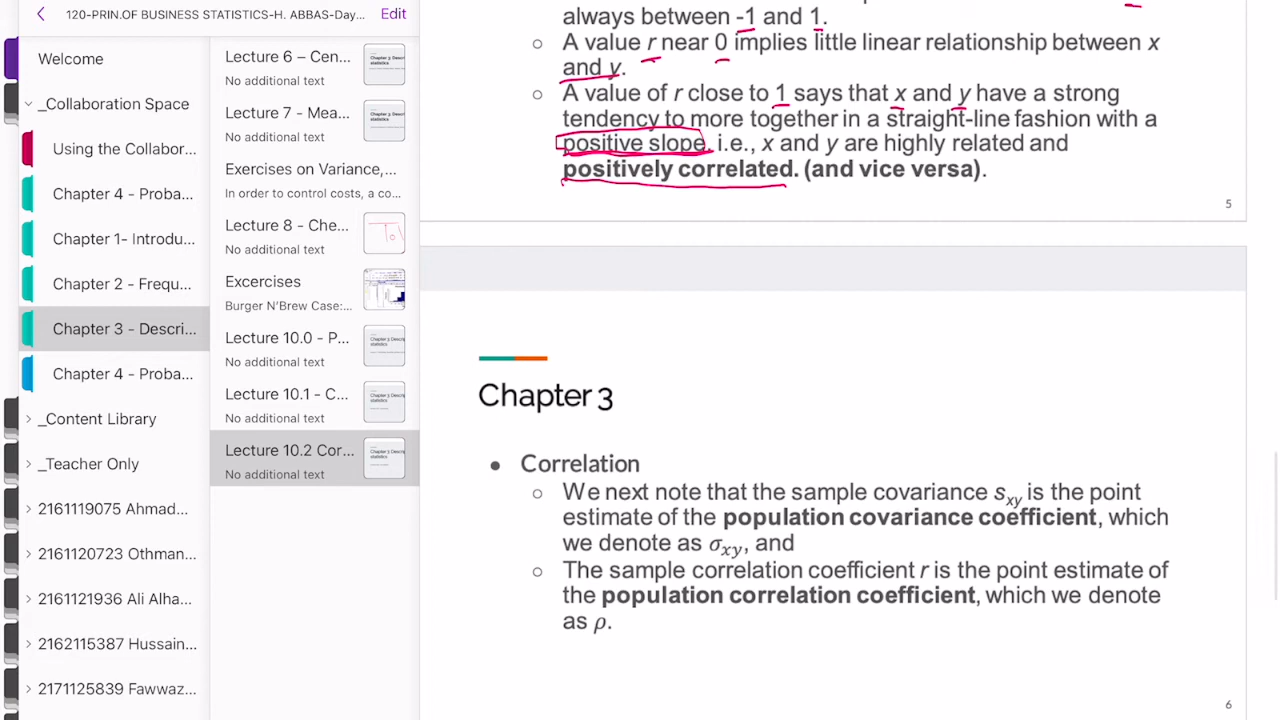 120-PRIN.OF BUSINESS STATISTICS-H. ABBAS-Day...
Edit
Welcome
_Collaboration Space
Using the Collabor...
Chapter 4 - Proba...
Chapter 1- Introdu...
Chapter 2 - Frequ...
Chapter 3 - Descri...
Chapter 4 - Proba...
_Content Library
_Teacher Only
2161119075 Ahmad...
2161120723 Othman...
2161121936 Ali Alha...
2162115387 Hussain...
2171125839 Fawwaz...
Lecture 6 – Cen...
No additional text
Lecture 7 - Mea...
No additional text
Exercises on Variance,...
In order to control costs, a co...
Lecture 8 - Che...
No additional text
Excercises
Burger N'Brew Case:...
Lecture 10.0 - P...
No additional text
Lecture 10.1 - C...
No additional text
Lecture 10.2 Cor...
No additional text
always between -1 and 1.
○ A value r near 0 implies little linear relationship between x
and y.
○ A value of r close to 1 says that x and y have a strong
tendency to more together in a straight-line fashion with a
positive slope, i.e., x and y are highly related and
positively correlated. (and vice versa).
5
Chapter 3
● Correlation
○ We next note that the sample covariance sxy is the point
estimate of the population covariance coefficient, which
we denote as σxy, and
○ The sample correlation coefficient r is the point estimate of
the population correlation coefficient, which we denote
as ρ.
6